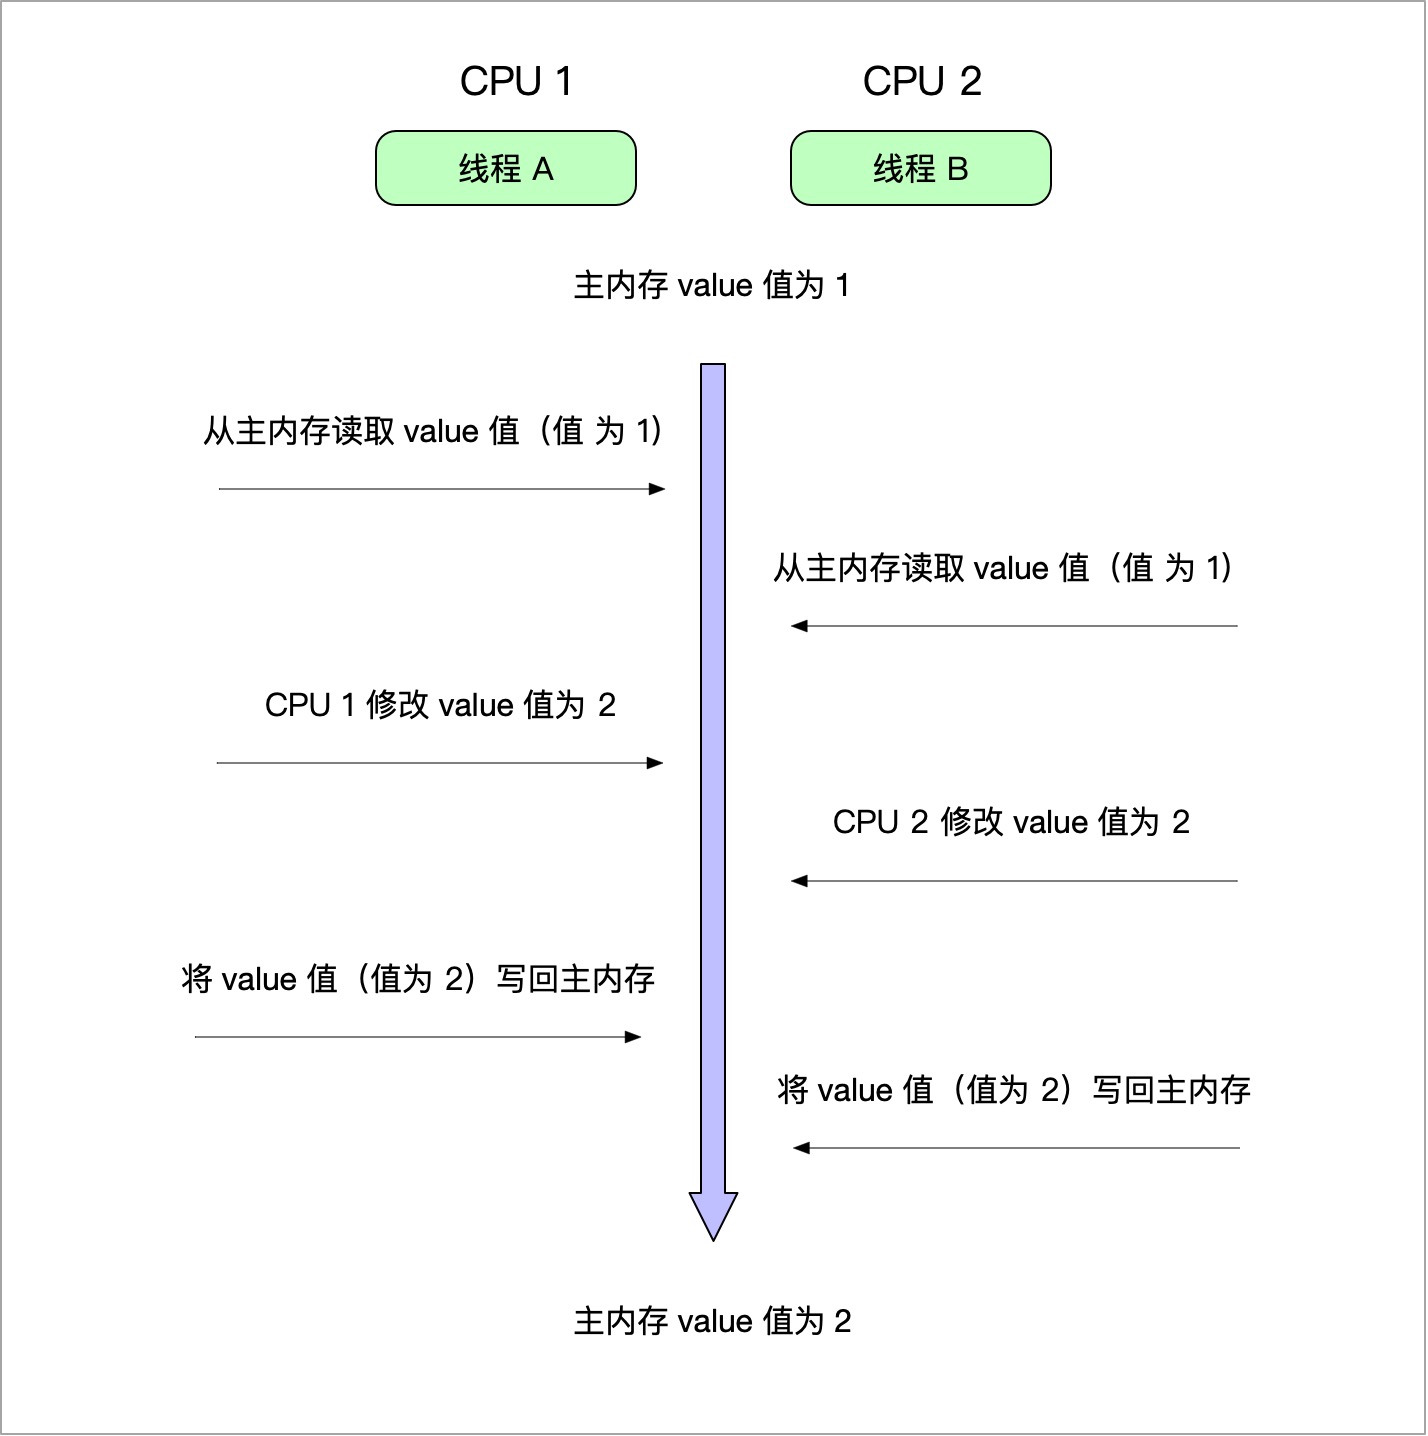 CPU 1
CPU 2
线程 A
线程 B
主内存 value 值为 1
从主内存读取 value 值（值 为 1）
从主内存读取 value 值（值 为 1）
CPU 1 修改 value 值为 2
CPU 2 修改 value 值为 2
将 value 值（值为 2）写回主内存
将 value 值（值为 2）写回主内存
主内存 value 值为 2